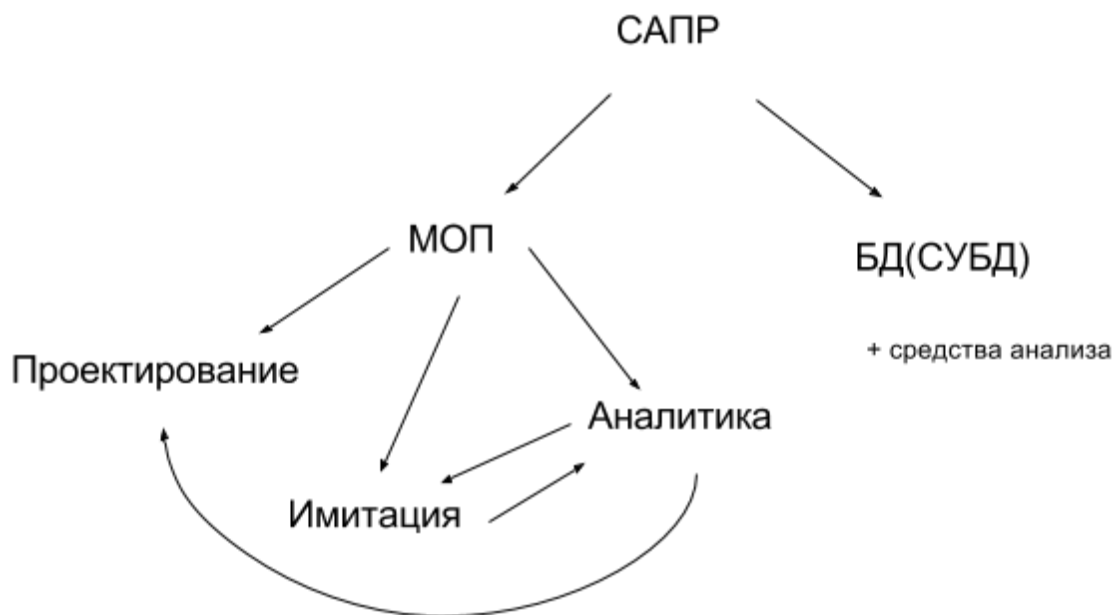 САПР
МОП
БД(СУБД)
+ средства анализа
Проектирование
Аналитика
Имитация